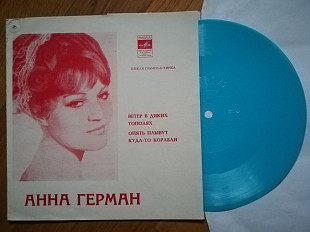 ВЕТЕР В ДИКИХ
ТОПОЛЯХ
ОПЯТЬ ПЛЫВУТ
КУДА-ТО КОРАБЛИ
АННА ГЕРМАН